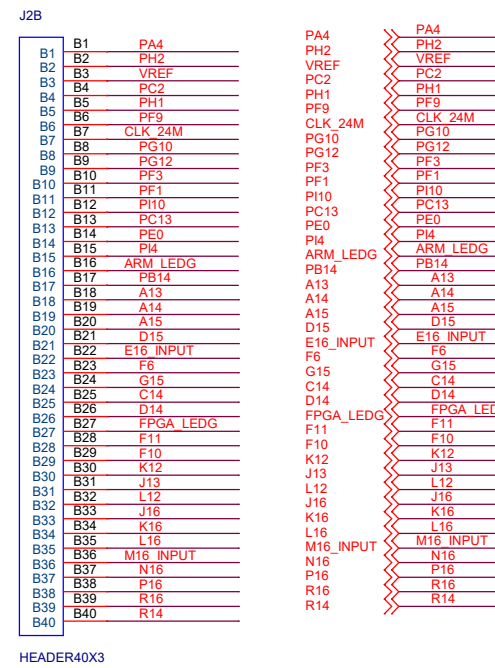 J2B
B1 B1 PA4
B2 B2 PH2
B3 B3 VREF
B4 B4 PC2
B5 B5 PH1
B6 B6 PF9
B7 B7 CLK_24M
B8 B8 PG10
B9 B9 PG12
B10 B10 PF3
B11 B11 PF1
B12 B12 PI10
B13 B13 PC13
B14 B14 PE0
B15 B15 PI4
B16 B16 ARM_LEDG
B17 B17 PB14
B18 B18 A13
B19 B19 A14
B20 B20 A15
B21 B21 D15
B22 B22 E16_INPUT
B23 B23 F6
B24 B24 G15
B25 B25 C14
B26 B26 D14
B27 B27 FPGA_LEDG
B28 B28 F11
B29 B29 F10
B30 B30 K12
B31 B31 J13
B32 B32 L12
B33 B33 J16
B34 B34 K16
B35 B35 L16
B36 B36 M16_INPUT
B37 B37 N16
B38 B38 P16
B39 B39 R16
B40 B40 R14
HEADER40X3
PA4 PA4
PH2 PH2
VREF VREF
PC2 PC2
PH1 PH1
PF9 PF9
CLK_24M CLK_24M
PG10 PG10
PG12 PG12
PF3 PF3
PF1 PF1
PI10 PI10
PC13 PC13
PE0 PE0
PI4 PI4
ARM_LEDG ARM_LEDG
PB14 PB14
A13 A13
A14 A14
A15 A15
D15 D15
E16_INPUT E16_INPUT
F6 F6
G15 G15
C14 C14
D14 D14
FPGA_LEDG FPGA_LED
F11 F11
F10 F10
K12 K12
J13 J13
L12 L12
J16 J16
K16 K16
L16 L16
M16_INPUT M16_INPUT
N16 N16
P16 P16
R16 R16
R14 R14